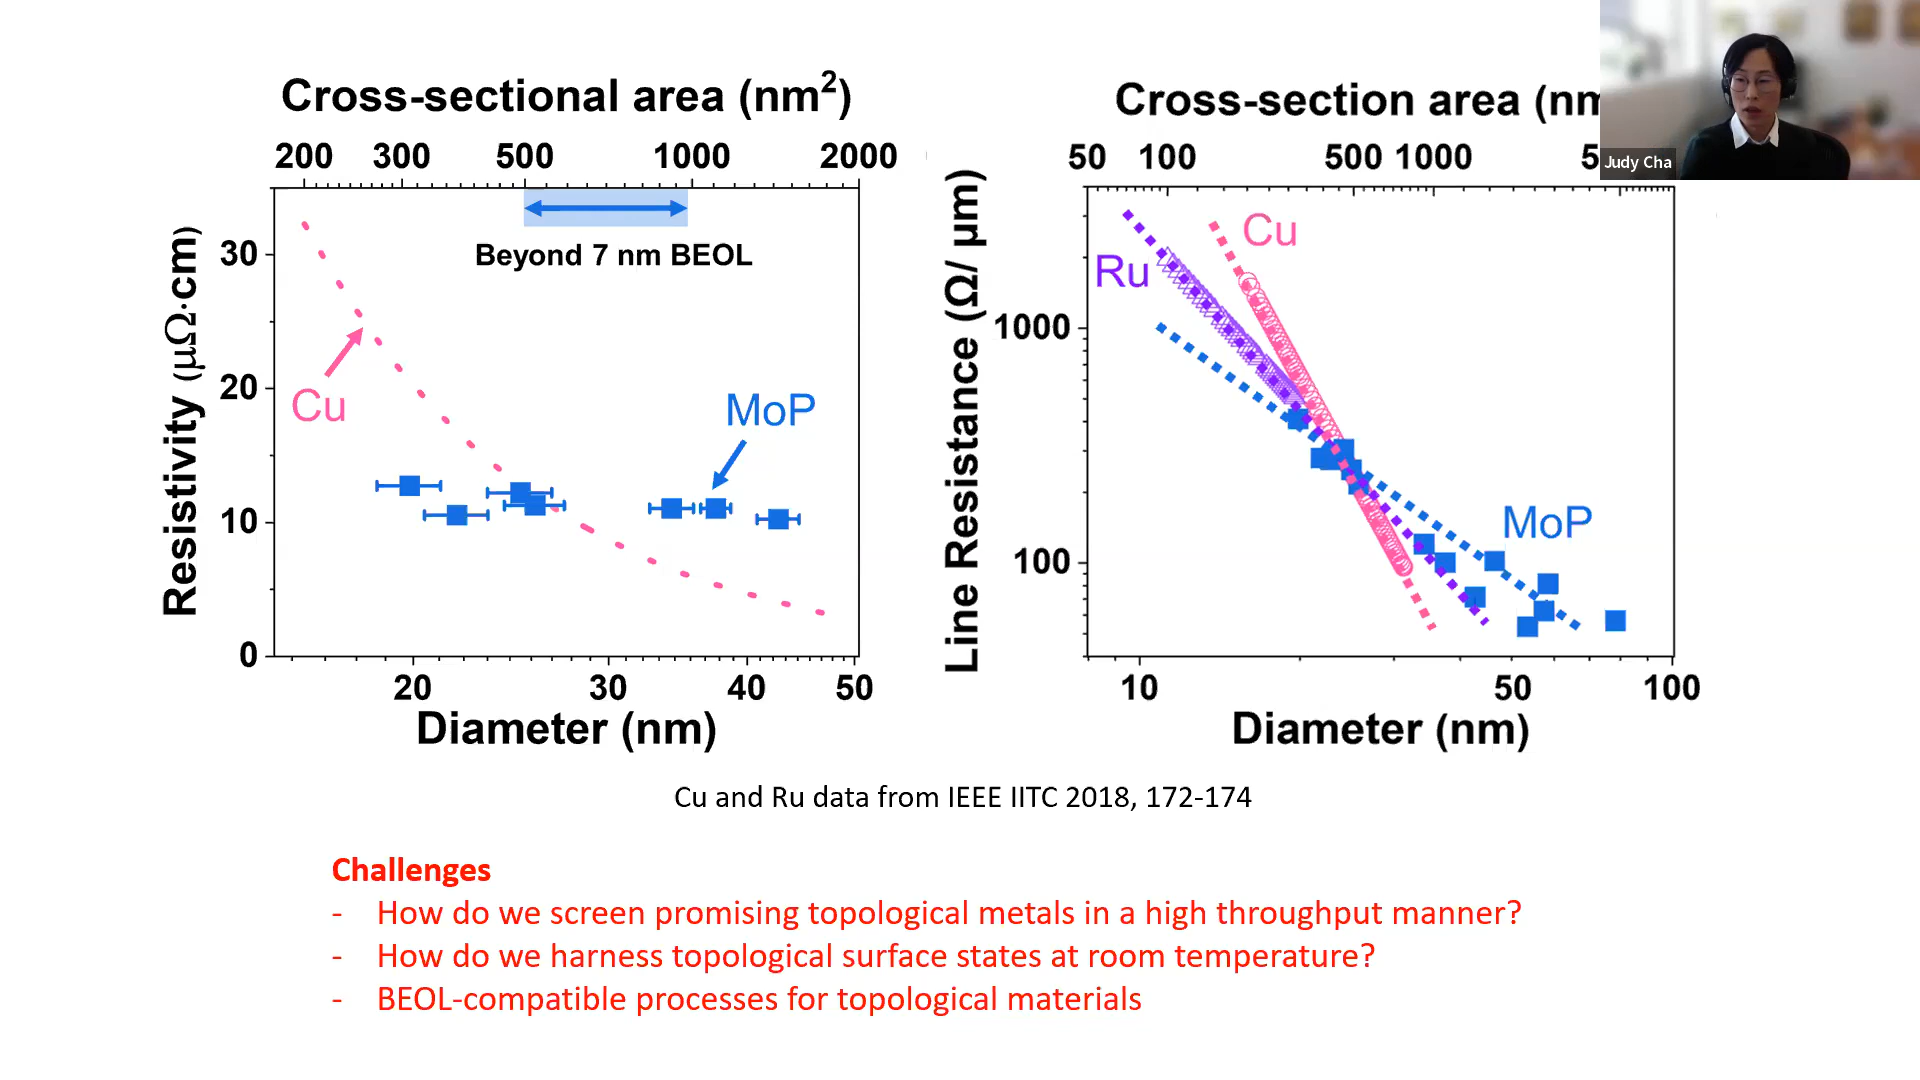 Cross-sectional area (nm²)
200 300 500 1000 2000
Beyond 7 nm BEOL
Resistivity (μΩ·cm)
30
20
10
0
Cu
MoP
20 30 40 50
Diameter (nm)
Cross-section area (nm
50 100 500 1000 5
Line Resistance (Ω/ μm)
1000
100
Cu
Ru
MoP
10 50 100
Diameter (nm)
Judy Cha
Cu and Ru data from IEEE IITC 2018, 172-174
Challenges
- How do we screen promising topological metals in a high throughput manner?
- How do we harness topological surface states at room temperature?
- BEOL-compatible processes for topological materials